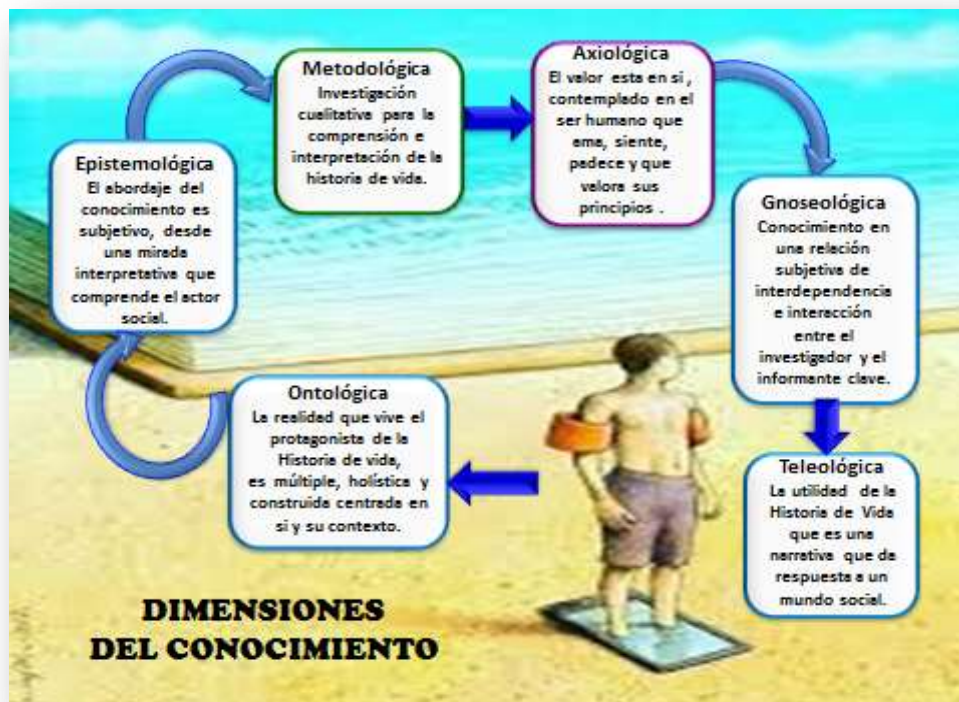 Axiológica
El valor esta en si ,
contemplado en el
ser humano que
ama, siente,
padece y que
valora sus
principios .
Metodológica
Investigación
cualitativa para la
comprensión e
interpretación de la
historia de vida.
Epistemológica
El abordaje del
conocimiento es
subjetivo, desde
una mirada
interpretativa que
comprende el actor
social.
Gnoseológica
Conocimiento en
una relación
subjetiva de
interdependencia
e interacción
entre el
investigador y el
informante clave.
Ontológica
La realidad que vive el
protagonista de la
Historia de vida,
es múltiple, holística y
construida centrada en
si y su contexto.
Teleológica
La utilidad de la
Historia de Vida
que es una
narrativa que da
respuesta a un
mundo social.
DIMENSIONES
DEL CONOCIMIENTO